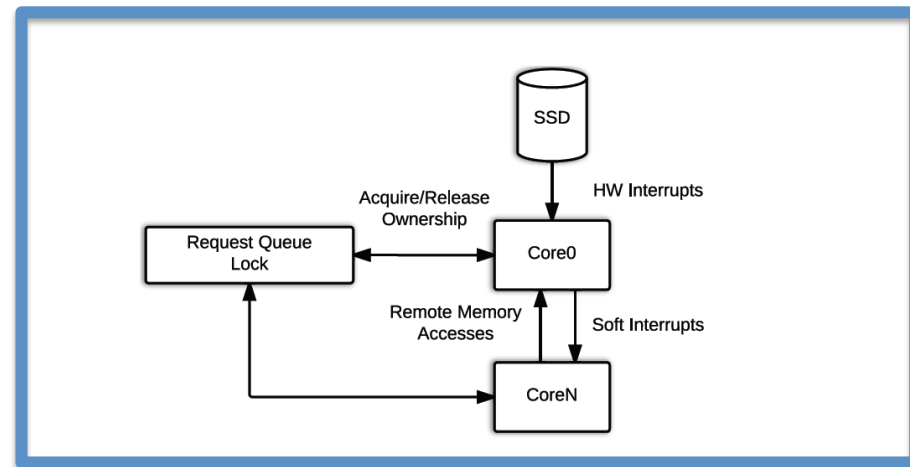 SSD
HW Interrupts
Acquire/Release
Ownership
Request Queue
Lock
Core0
Remote Memory
Accesses
Soft Interrupts
CoreN